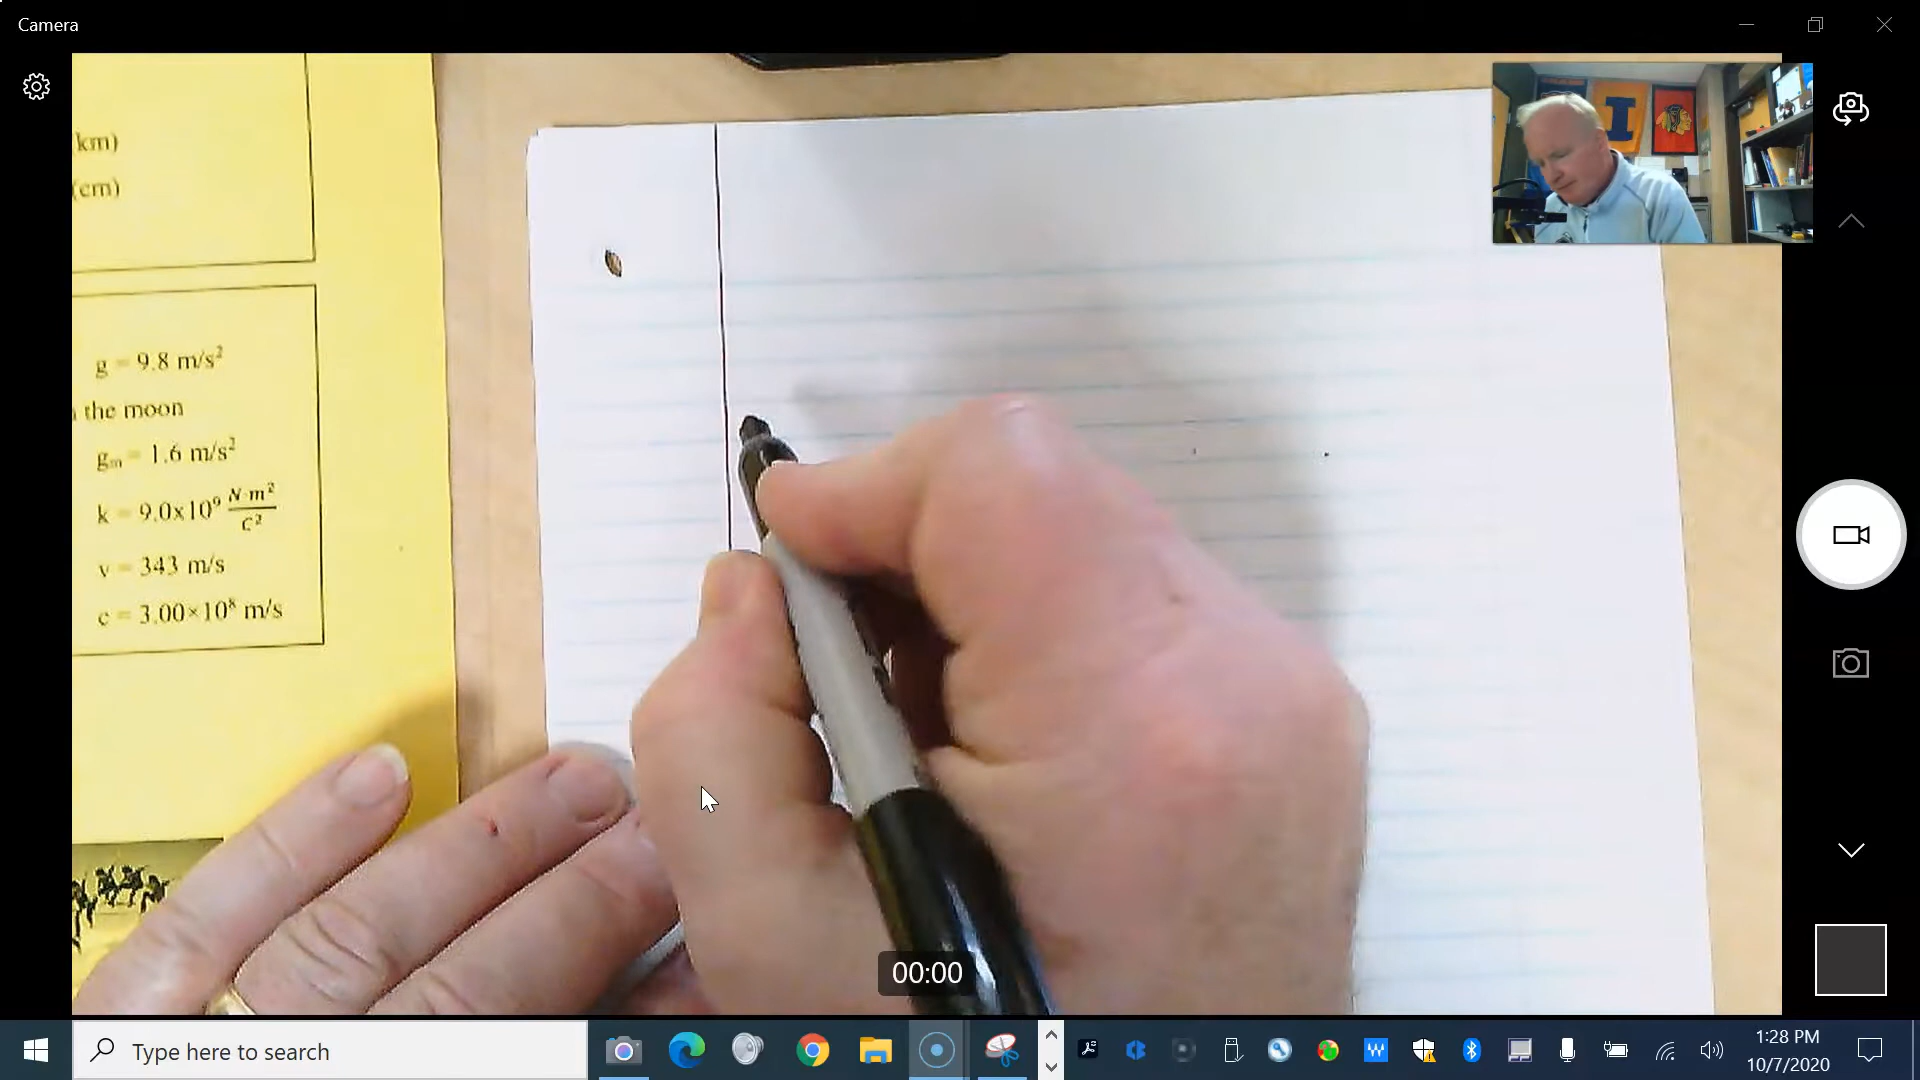 Camera
(km)
(cm)
g = 9.8 m/s²
the moon
gₘ = 1.6 m/s²
k = 9.0x10⁹ N·m²/C²
v = 343 m/s
c = 3.00×10⁸ m/s
I
00:00
Type here to search
W
1:28 PM
10/7/2020